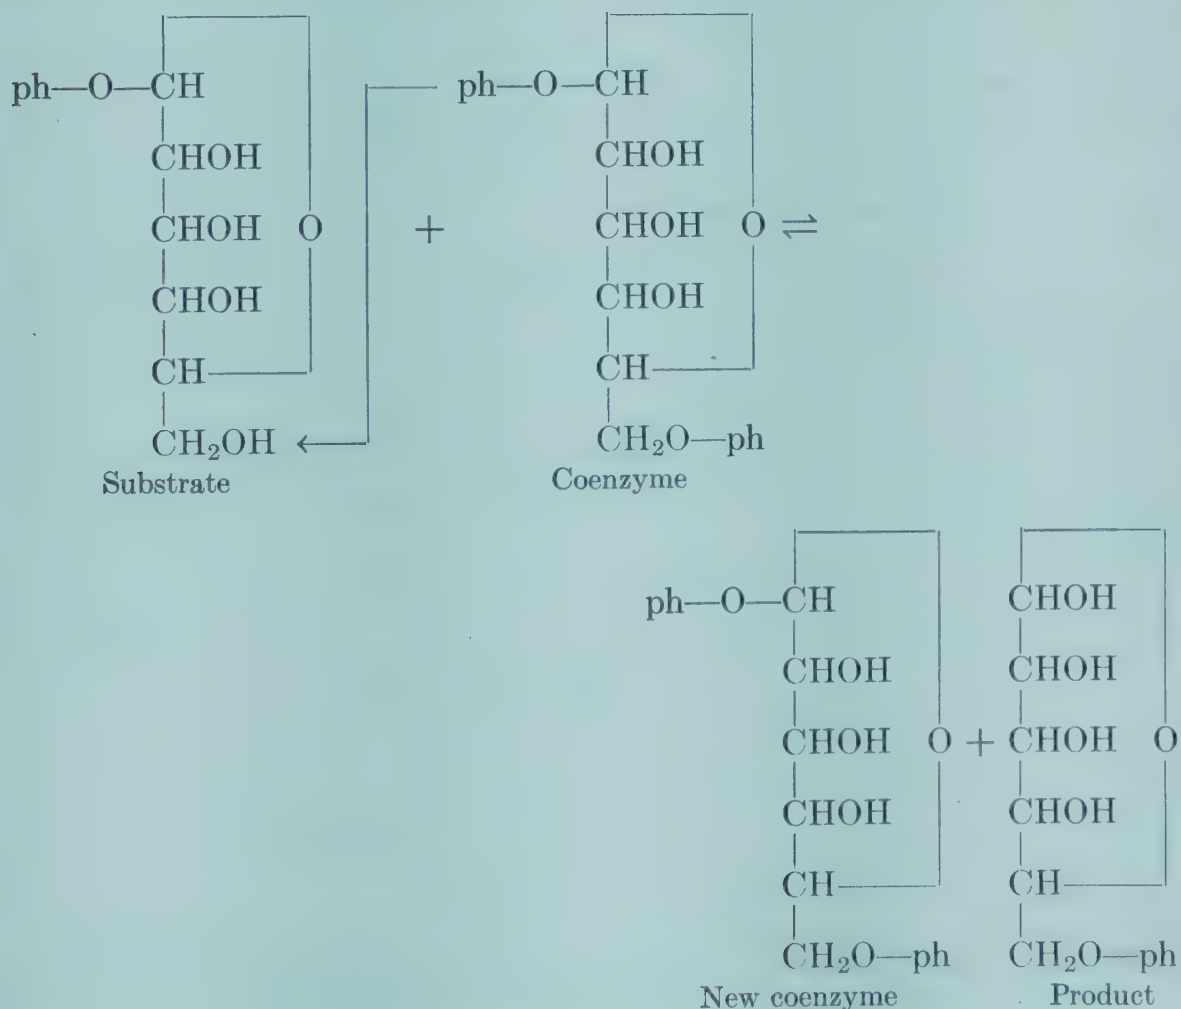 ph—O—CH ph—O—CH
CHOH CHOH
CHOH O + CHOH O ⇌
CHOH CHOH
CH CH
CH₂OH ← CH₂O—ph
Substrate Coenzyme
ph—O—CH CHOH
CHOH CHOH
CHOH O + CHOH O
CHOH CHOH
CH CH
CH₂O—ph CH₂O—ph
New coenzyme Product